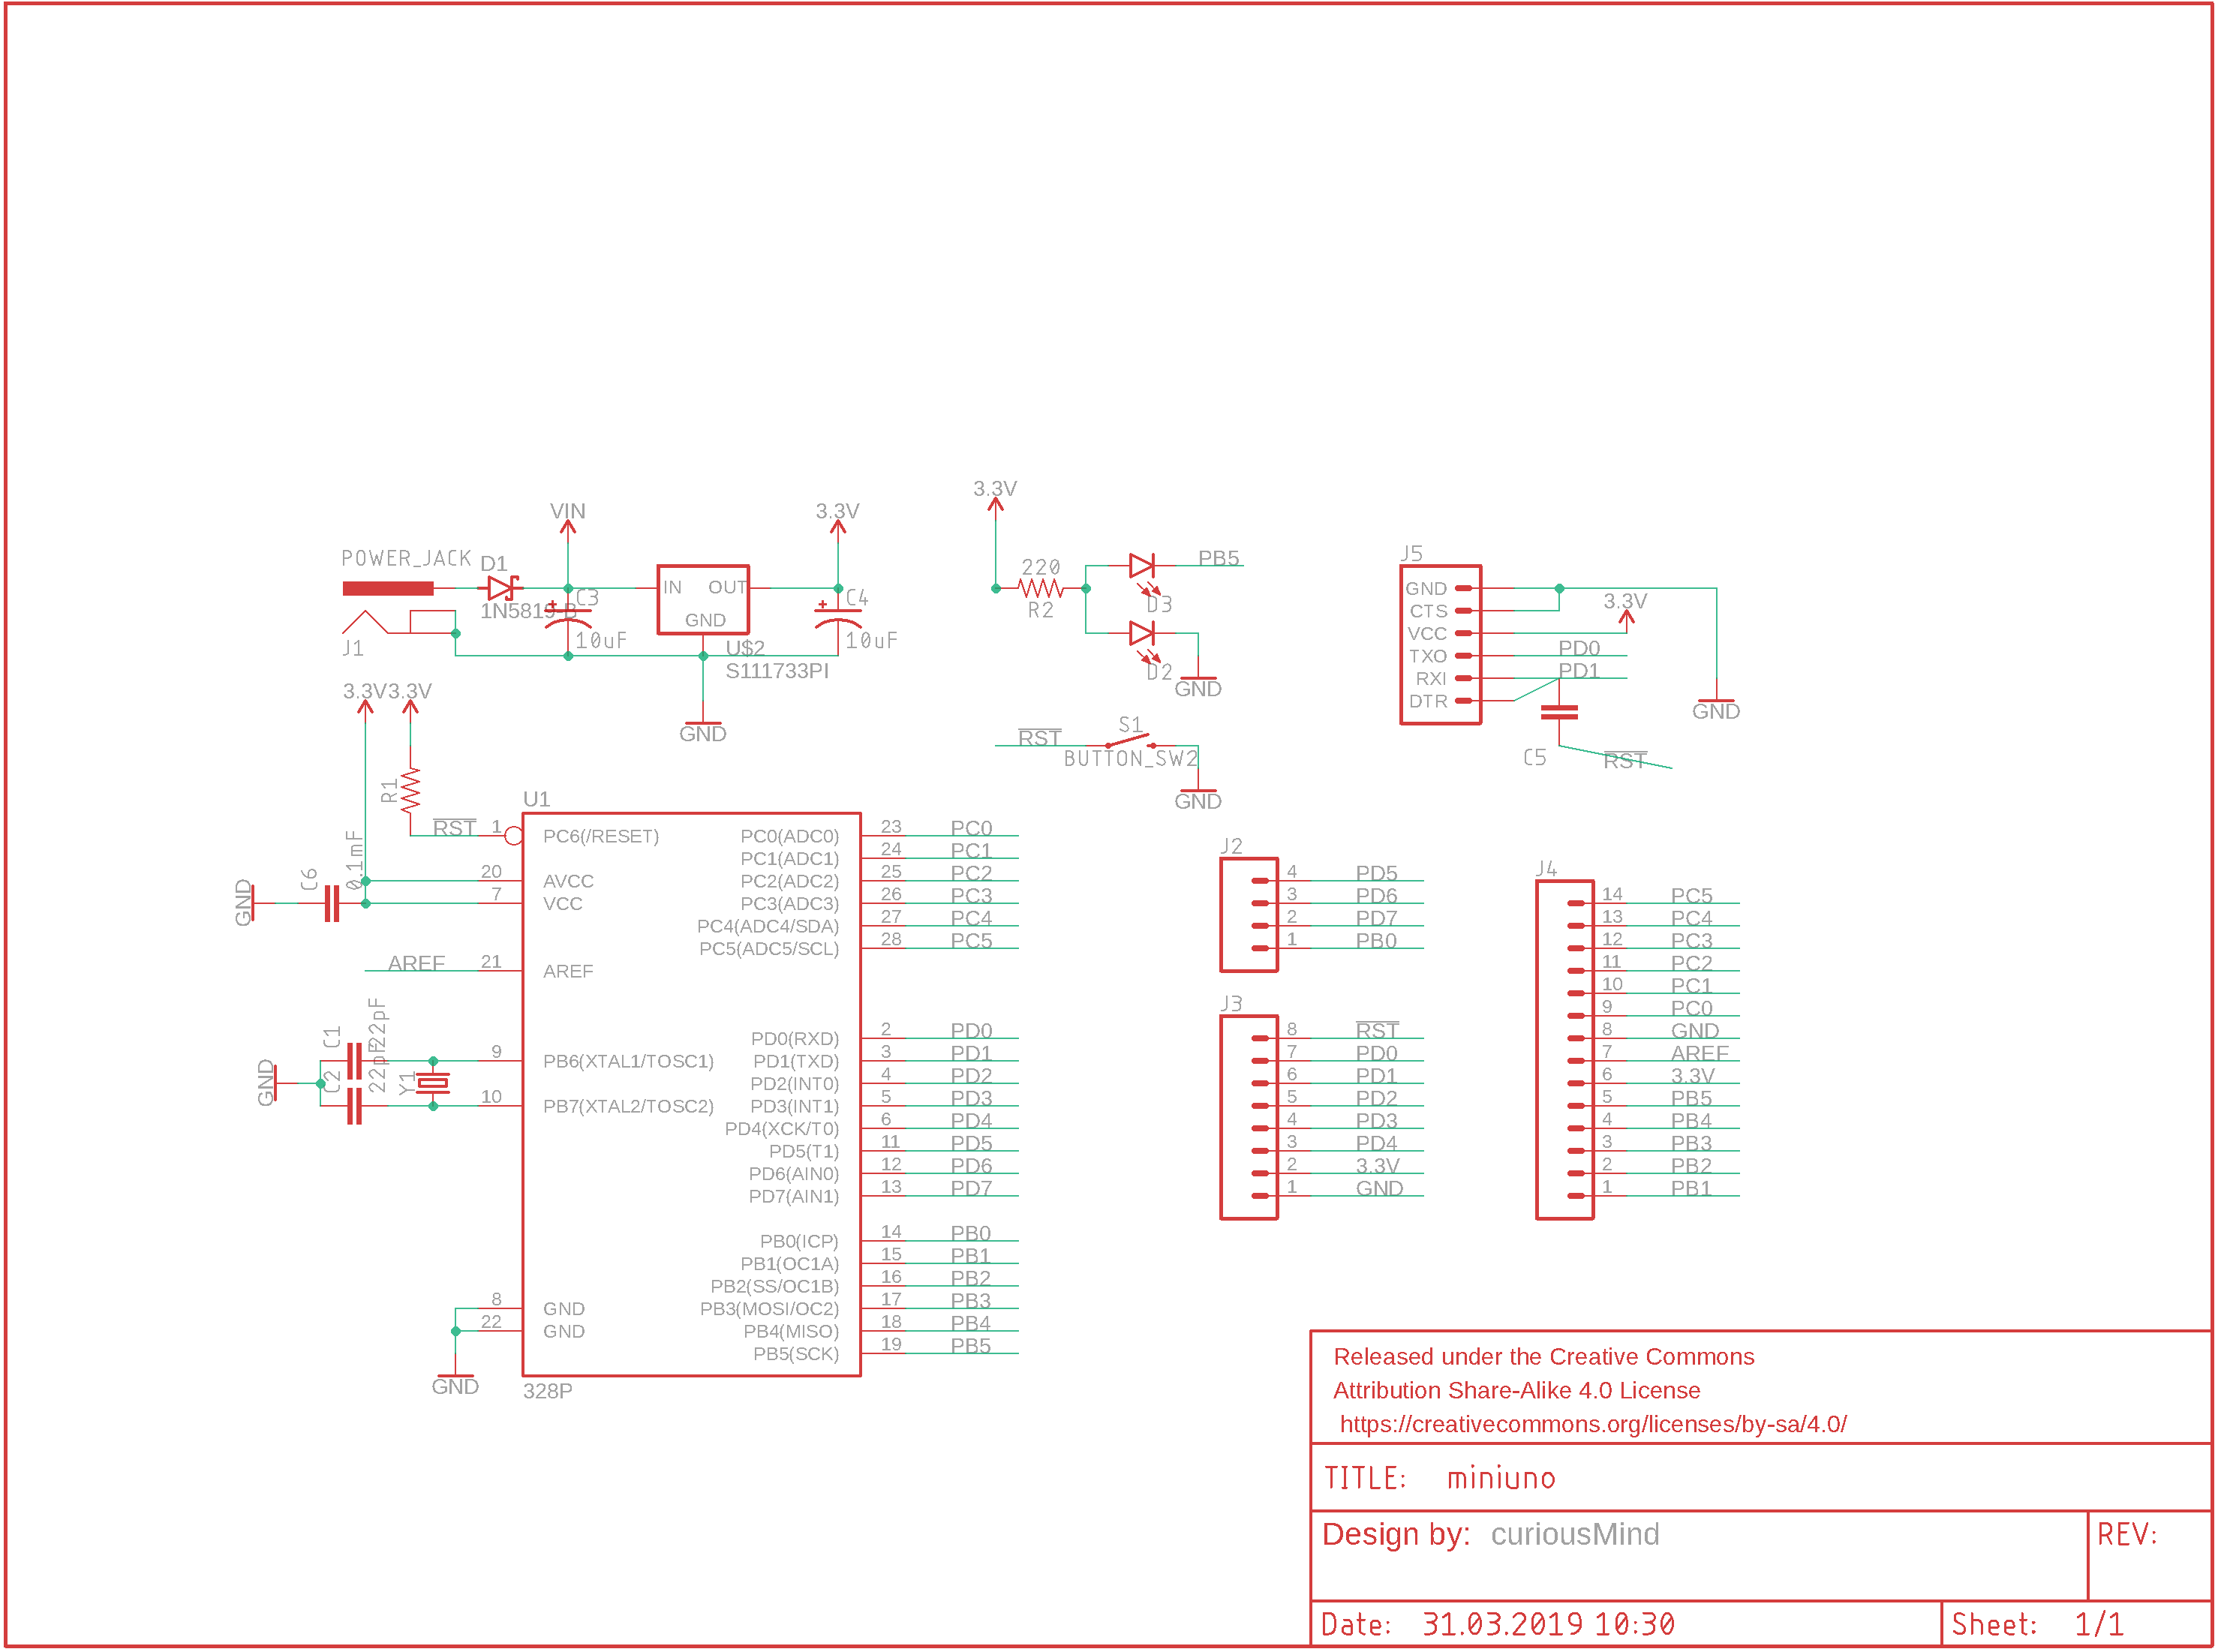 VIN
3.3V
POWER_JACK
D1
1N5819-B
J1
C3
10uF
IN
OUT
GND
U$2
S111733PI
C4
10uF
GND
3.3V
220
R2
PB5
D3
D2
GND
RST
S1
BUTTON_SW2
GND
J5
GND
CTS
VCC
TXO
RXI
DTR
3.3V
PD0
PD1
GND
C5
RST
3.3V
3.3V
R1
RST
0.1mF
C6
GND
AREF
C1
22pF
C2
22pF
Y1
GND
GND
U1
1 PC6(/RESET)
20 AVCC
7 VCC
21 AREF
9 PB6(XTAL1/TOSC1)
10 PB7(XTAL2/TOSC2)
8 GND
22 GND
PC0(ADC0) 23 PC0
PC1(ADC1) 24 PC1
PC2(ADC2) 25 PC2
PC3(ADC3) 26 PC3
PC4(ADC4/SDA) 27 PC4
PC5(ADC5/SCL) 28 PC5
PD0(RXD) 2 PD0
PD1(TXD) 3 PD1
PD2(INT0) 4 PD2
PD3(INT1) 5 PD3
PD4(XCK/T0) 6 PD4
PD5(T1) 11 PD5
PD6(AIN0) 12 PD6
PD7(AIN1) 13 PD7
PB0(ICP) 14 PB0
PB1(OC1A) 15 PB1
PB2(SS/OC1B) 16 PB2
PB3(MOSI/OC2) 17 PB3
PB4(MISO) 18 PB4
PB5(SCK) 19 PB5
328P
J2
4 PD5
3 PD6
2 PD7
1 PB0
J3
8 RST
7 PD0
6 PD1
5 PD2
4 PD3
3 PD4
2 3.3V
1 GND
J4
14 PC5
13 PC4
12 PC3
11 PC2
10 PC1
9 PC0
8 GND
7 AREF
6 3.3V
5 PB5
4 PB4
3 PB3
2 PB2
1 PB1
Released under the Creative Commons
Attribution Share-Alike 4.0 License
https://creativecommons.org/licenses/by-sa/4.0/
TITLE: miniuno
Design by: curiousMind
REV:
Date: 31.03.2019 10:30
Sheet: 1/1